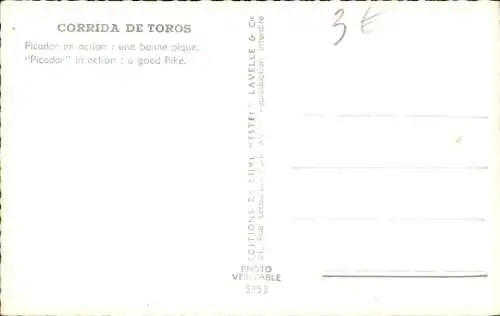 CORRIDA DE TOROS
Picador en action : une bonne pique.
"Picador" in action : a good Pike.
3€
EDITIONS DE LUXE "ESTEL" LAVELLE & Cie
reproduction interdite
PHOTO
VERITABLE